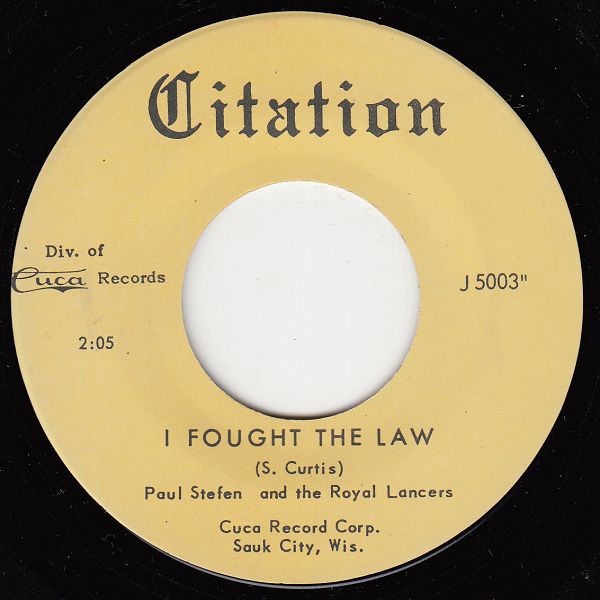 Citation
Div. of
Cuca Records
J 5003"
2:05
I FOUGHT THE LAW
(S. Curtis)
Paul Stefen and the Royal Lancers
Cuca Record Corp.
Sauk City, Wis.